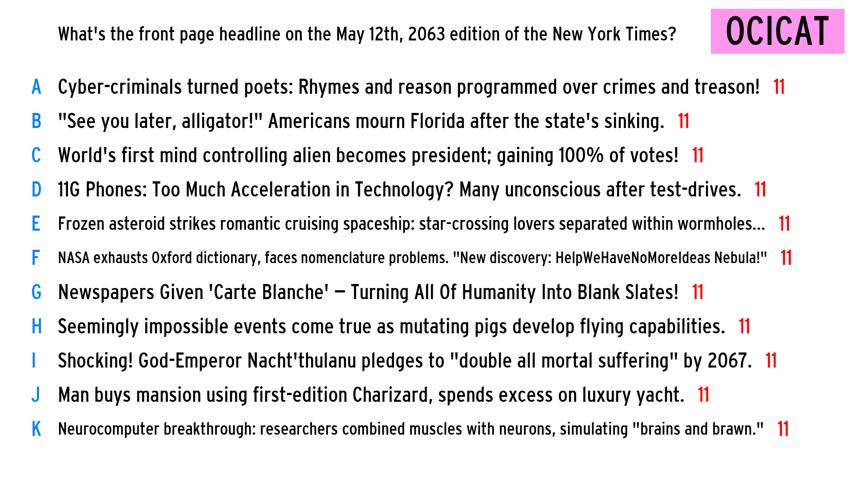 What's the front page headline on the May 12th, 2063 edition of the New York Times?
OCICAT
A Cyber-criminals turned poets: Rhymes and reason programmed over crimes and treason! 11
B "See you later, alligator!" Americans mourn Florida after the state's sinking. 11
C World's first mind controlling alien becomes president; gaining 100% of votes! 11
D 11G Phones: Too Much Acceleration in Technology? Many unconscious after test-drives. 11
E Frozen asteroid strikes romantic cruising spaceship: star-crossing lovers separated within wormholes... 11
F NASA exhausts Oxford dictionary, faces nomenclature problems. "New discovery: HelpWeHaveNoMoreIdeas Nebula!" 11
G Newspapers Given 'Carte Blanche' – Turning All Of Humanity Into Blank Slates! 11
H Seemingly impossible events come true as mutating pigs develop flying capabilities. 11
I Shocking! God-Emperor Nacht'thulanu pledges to "double all mortal suffering" by 2067. 11
J Man buys mansion using first-edition Charizard, spends excess on luxury yacht. 11
K Neurocomputer breakthrough: researchers combined muscles with neurons, simulating "brains and brawn." 11